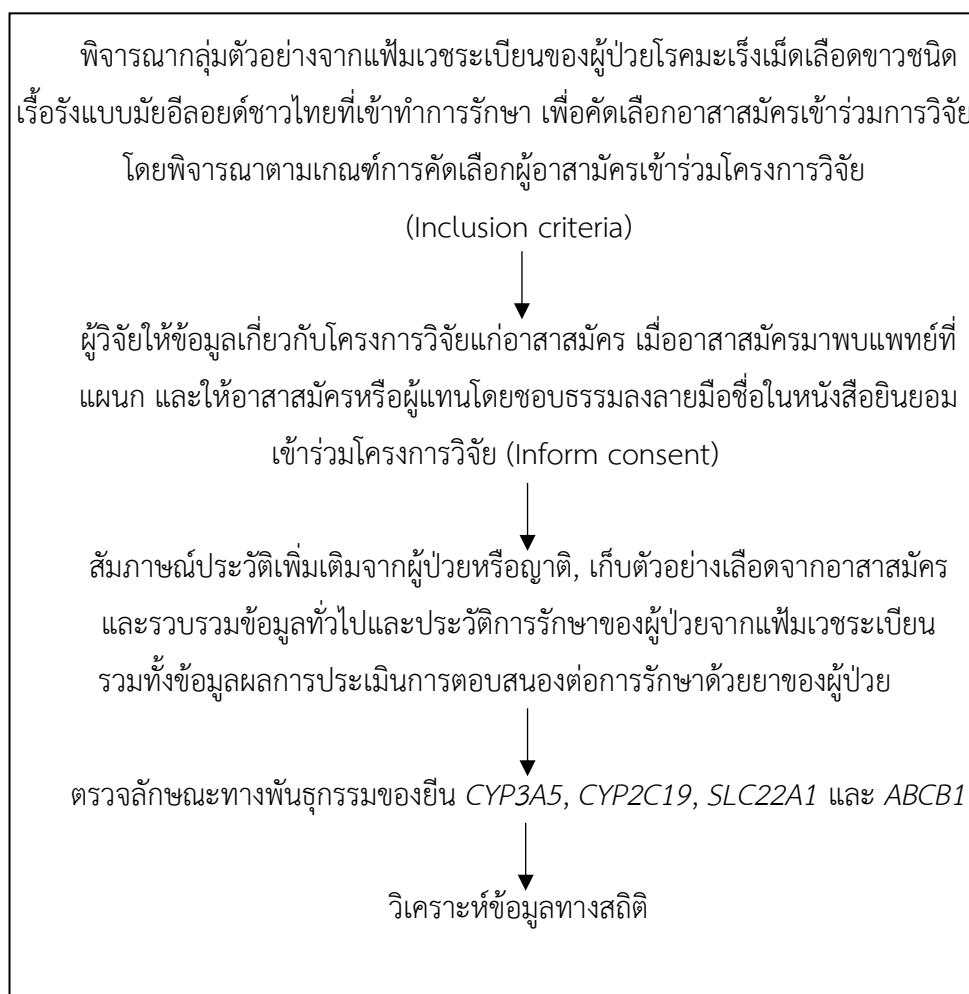 พิจารณากลุ่มตัวอย่างจากแฟ้มเวชระเบียนของผู้ป่วยโรคมะเร็งเม็ดเลือดขาวชนิด
เรื้อรังแบบมัยอีลอยด์ชาวไทยที่เข้าทำการรักษา เพื่อคัดเลือกอาสาสมัครเข้าร่วมการวิจัย
โดยพิจารณาตามเกณฑ์การคัดเลือกผู้อาสามัครเข้าร่วมโครงการวิจัย
(Inclusion criteria)
ผู้วิจัยให้ข้อมูลเกี่ยวกับโครงการวิจัยแก่อาสาสมัคร เมื่ออาสาสมัครมาพบแพทย์ที่
แผนก และให้อาสาสมัครหรือผู้แทนโดยชอบธรรมลงลายมือชื่อในหนังสือยินยอม
เข้าร่วมโครงการวิจัย (Inform consent)
สัมภาษณ์ประวัติเพิ่มเติมจากผู้ป่วยหรือญาติ, เก็บตัวอย่างเลือดจากอาสาสมัคร
และรวบรวมข้อมูลทั่วไปและประวัติการรักษาของผู้ป่วยจากแฟ้มเวชระเบียน
รวมทั้งข้อมูลผลการประเมินการตอบสนองต่อการรักษาด้วยยาของผู้ป่วย
ตรวจลักษณะทางพันธุกรรมของยีน CYP3A5, CYP2C19, SLC22A1 และ ABCB1
วิเคราะห์ข้อมูลทางสถิติ